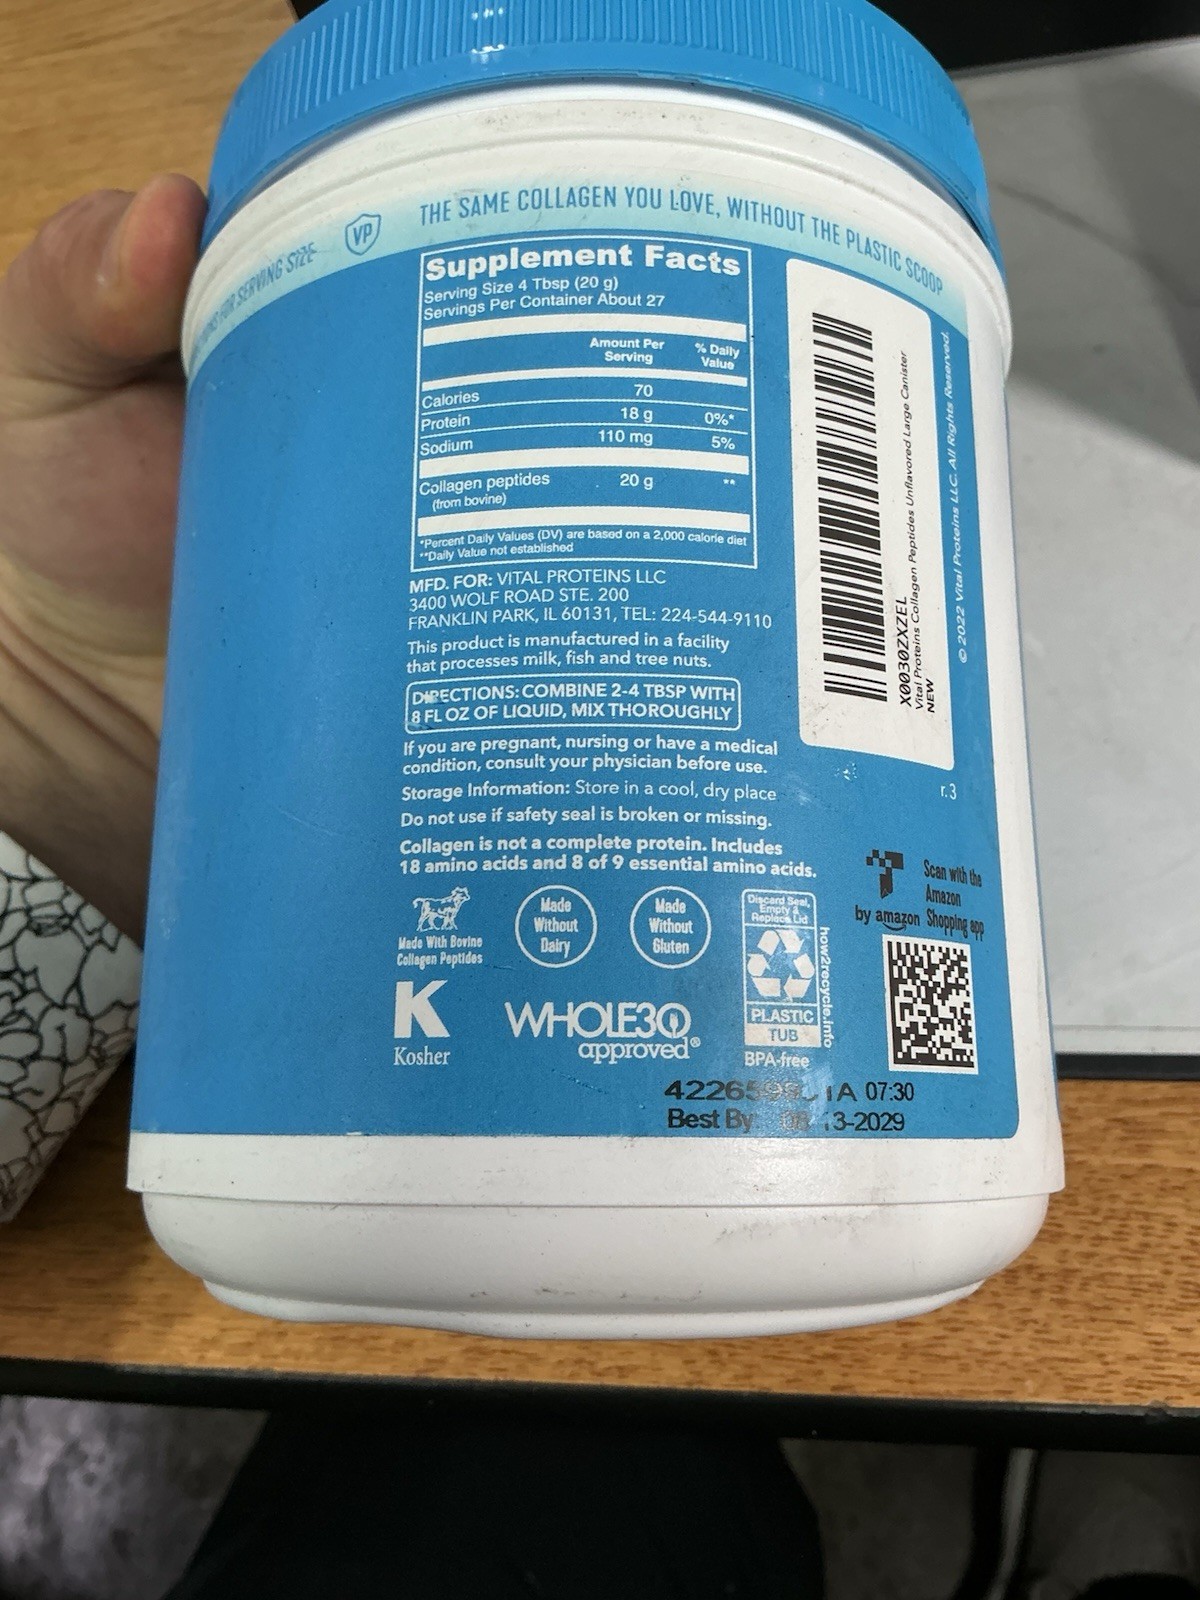 FOR SERVING SIZE
VP
THE SAME COLLAGEN YOU LOVE, WITHOUT THE PLASTIC SCOOP
Supplement Facts
Serving Size 4 Tbsp (20 g)
Servings Per Container About 27
Amount Per Serving
% Daily Value
Calories 70
Protein 18 g 0%*
Sodium 110 mg 5%
Collagen peptides 20 g **
(from bovine)
*Percent Daily Values (DV) are based on a 2,000 calorie diet
**Daily Value not established
MFD. FOR: VITAL PROTEINS LLC
3400 WOLF ROAD STE. 200
FRANKLIN PARK, IL 60131, TEL: 224-544-9110
This product is manufactured in a facility
that processes milk, fish and tree nuts.
DIRECTIONS: COMBINE 2-4 TBSP WITH
8 FL OZ OF LIQUID, MIX THOROUGHLY
If you are pregnant, nursing or have a medical
condition, consult your physician before use.
Storage Information: Store in a cool, dry place
Do not use if safety seal is broken or missing.
Collagen is not a complete protein. Includes
18 amino acids and 8 of 9 essential amino acids.
Made With Bovine
Collagen Peptides
Made
Without
Dairy
Made
Without
Gluten
Discard Seal,
Empty &
Replace Lid
PLASTIC
TUB
BPA-free
how2recycle.info
K
Kosher
WHOLE30
approved®
X0030ZXZEL
Vital Proteins Collagen Peptides Unflavored Large Canister
NEW
© 2022 Vital Proteins LLC. All Rights Reserved.
r.3
T
by amazon
Scan with the
Amazon
Shopping app
07:30
Best By: